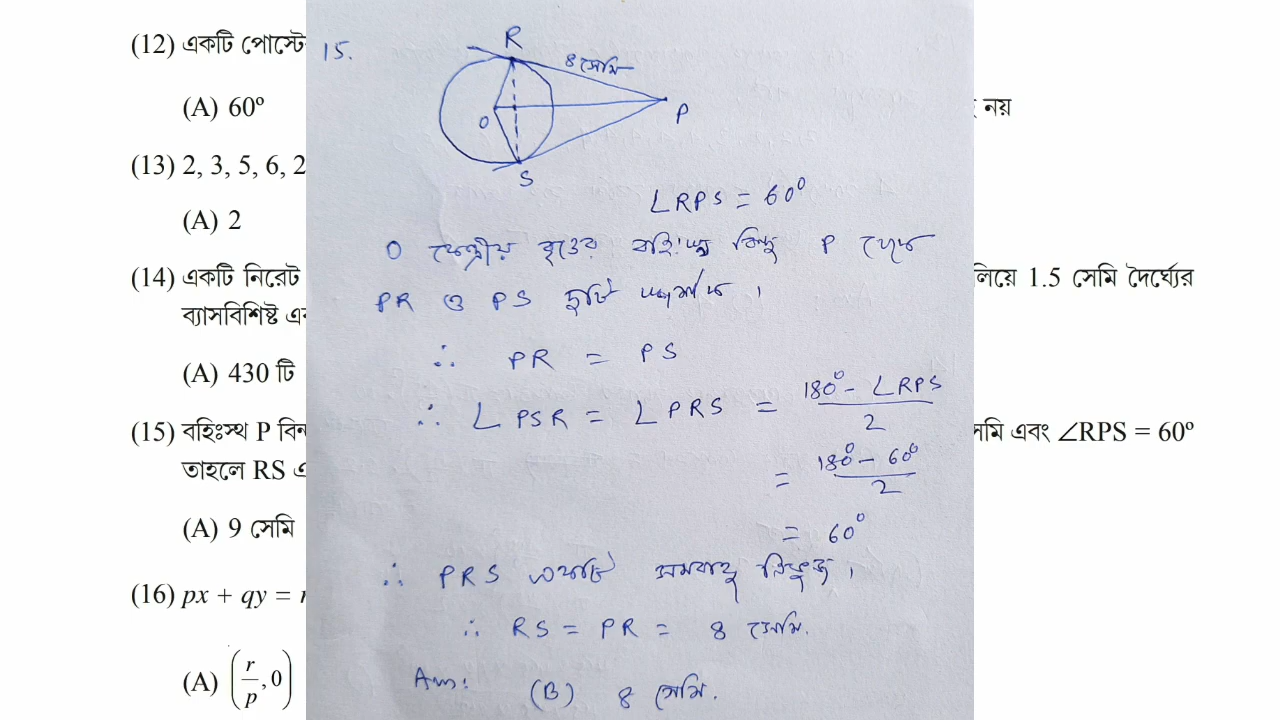 (12) একটি পোস্টে
(A) 60º
নয়
(13) 2, 3, 5, 6, 2
(A) 2
(14) একটি নিরেট
লিয়ে 1.5 সেমি দৈর্ঘ্যের
ব্যাসবিশিষ্ট
(A) 430 টি
(15) বহিঃস্থ P বিন্দ
সেমি এবং ∠RPS = 60º
তাহলে RS
(A) 9 সেমি
(16) px + qy =
(A) (r/p, 0)
15.
R
8 সেমি
O
P
S
∠RPS = 60°
O কেন্দ্রীয় বৃত্তের বহিঃস্থ বিন্দু P থেকে
PR ও PS দুটি স্পর্শক ।
∴ PR = PS
∴ ∠PSR = ∠PRS = (180° - ∠RPS)/2
= (180° - 60°)/2
= 60°
∴ PRS একটি সমবাহু ত্রিভুজ ।
∴ RS = PR = 8 সেমি.
Ans: (B) 8 সেমি.